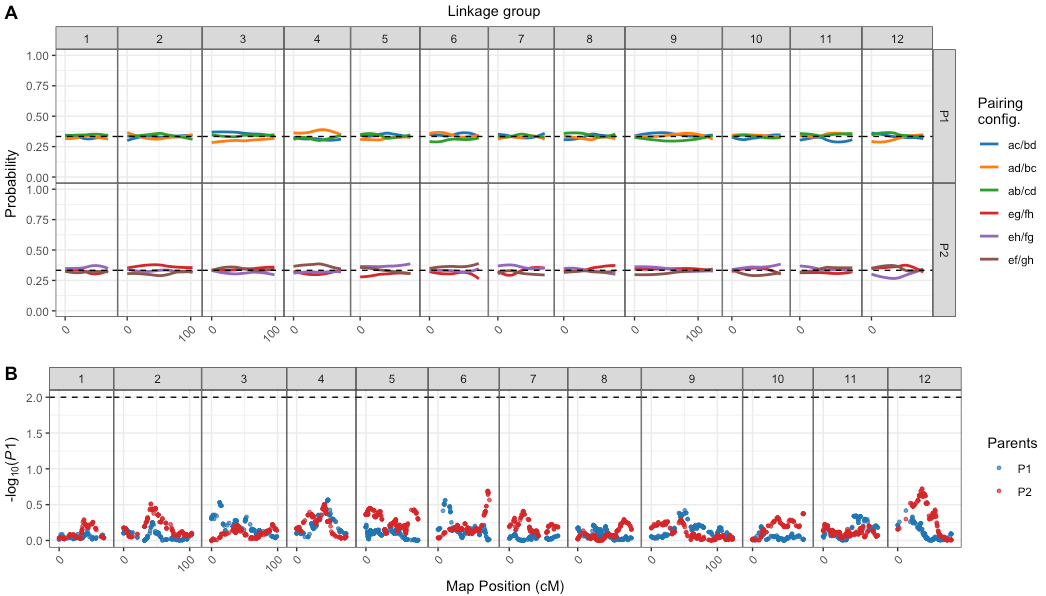 A
Linkage group
1 2 3 4 5 6 7 8 9 10 11 12
Probability
1.00
0.75
0.50
0.25
0.00
P1
1.00
0.75
0.50
0.25
0.00
P2
0 0 100 0 100 0 0 0 0 0 0 100 0 0 0
Pairing
config.
ac/bd
ad/bc
ab/cd
eg/fh
eh/fg
ef/gh
B
1 2 3 4 5 6 7 8 9 10 11 12
-log10(P1)
2.0
1.5
1.0
0.5
0.0
0 0 100 0 100 0 0 0 0 0 0 100 0 0 0
Map Position (cM)
Parents
P1
P2